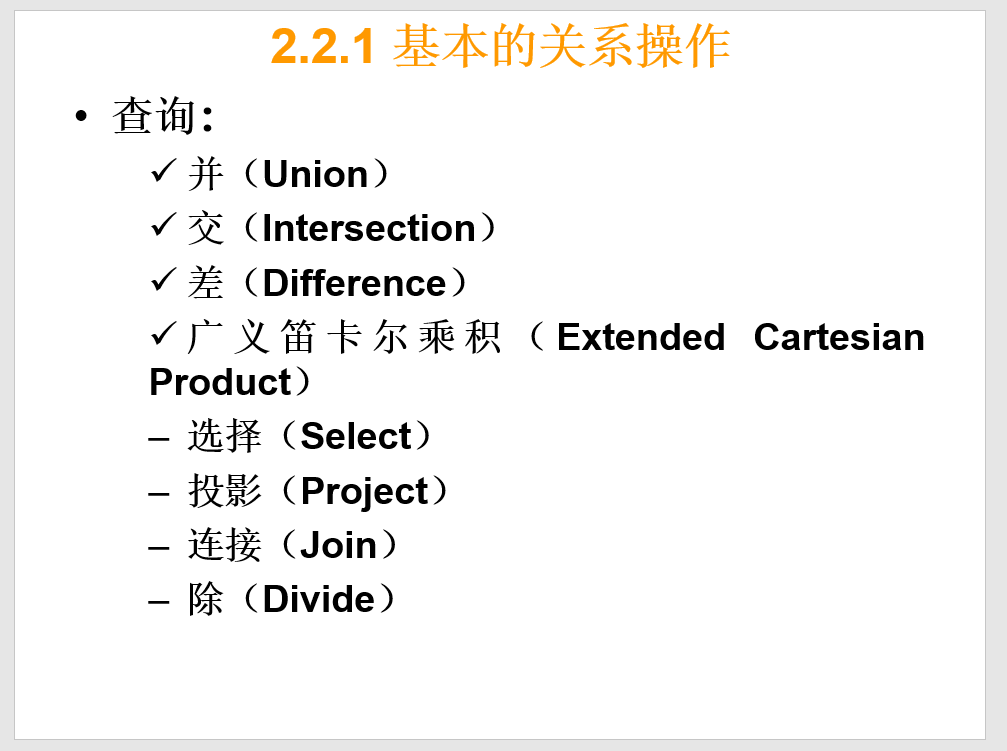 2.2.1 基本的关系操作
• 查询：
✓ 并（Union）
✓ 交（Intersection）
✓ 差（Difference）
✓ 广义笛卡尔乘积（Extended Cartesian
Product）
– 选择（Select）
– 投影（Project）
– 连接（Join）
– 除（Divide）